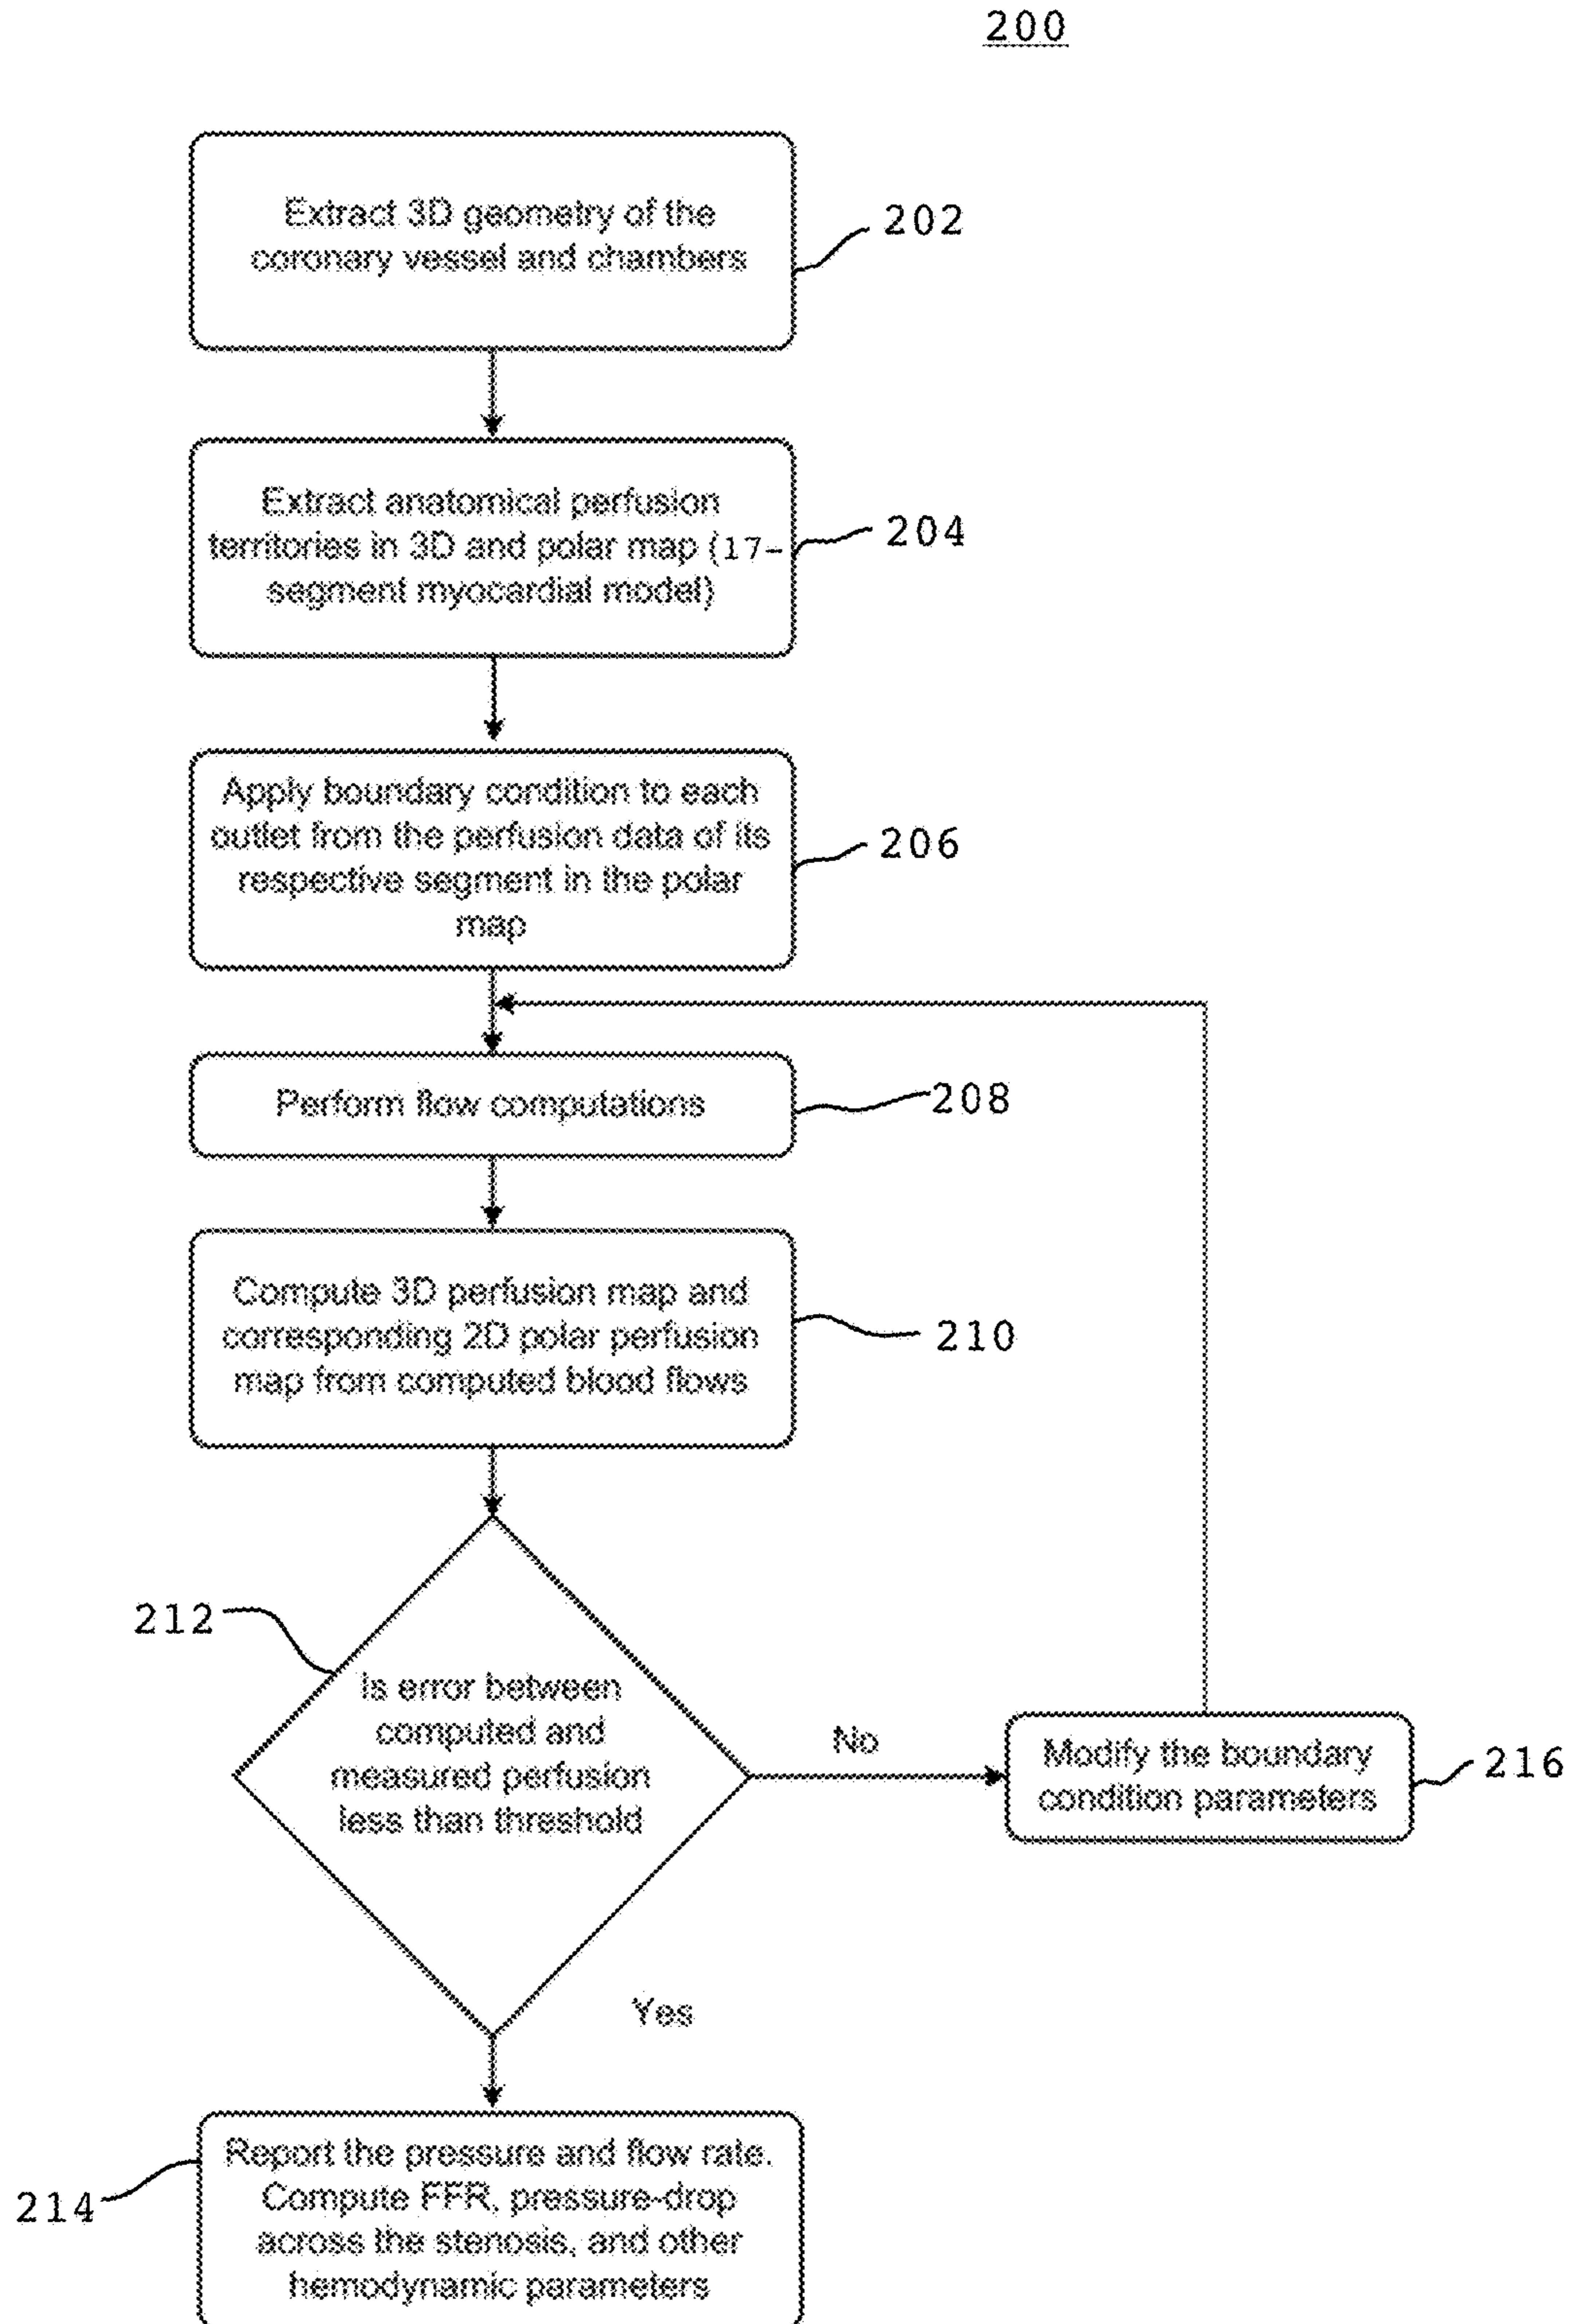 200
Extract 3D geometry of the
coronary vessel and chambers
202
Extract anatomical perfusion
territories in 3D and polar map (17-
segment myocardial model)
204
Apply boundary condition to each
outlet from the perfusion data of its
respective segment in the polar
map
206
Perform flow computations
208
Compute 3D perfusion map and
corresponding 2D polar perfusion
map from computed blood flows
210
212
Is error between
computed and
measured perfusion
less than threshold
No
Modify the boundary
condition parameters
216
Yes
Report the pressure and flow rate.
Compute FFR, pressure-drop
across the stenosis, and other
hemodynamic parameters
214